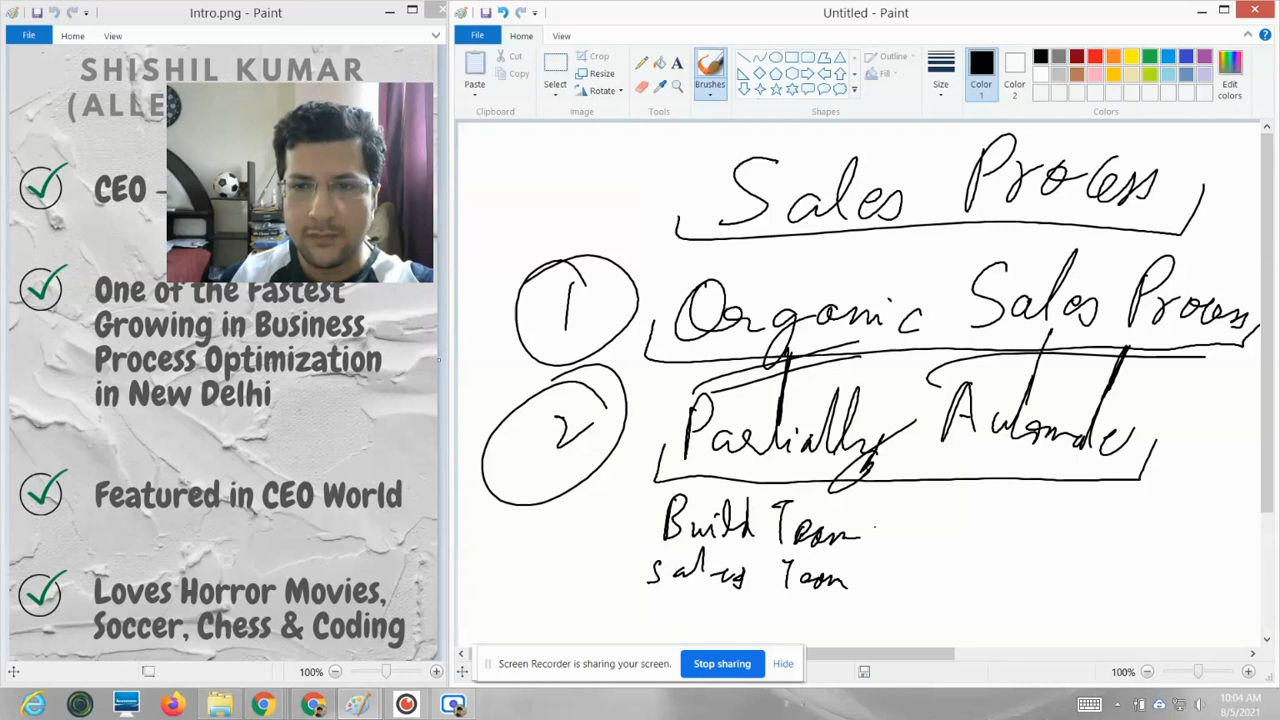 Intro.png - Paint
File
Home
View
SHISHIL KUMAR
(ALLE
CEO -
One of the Fastest
Growing in Business
Process Optimization
in New Delhi
Featured in CEO World
Loves Horror Movies,
Soccer, Chess & Coding
100%
Untitled - Paint
File
Home
View
Paste
Cut
Copy
Clipboard
Select
Crop
Resize
Rotate
Image
A
Tools
Brushes
Outline
Fill
Shapes
Size
Color
1
Color
2
Edit
colors
Colors
Sales Process
1 Organic Sales Process
2 Partially Automate
Build Team
Sales Team
Screen Recorder is sharing your screen.
Stop sharing
Hide
100%
10:04 AM
8/5/2021